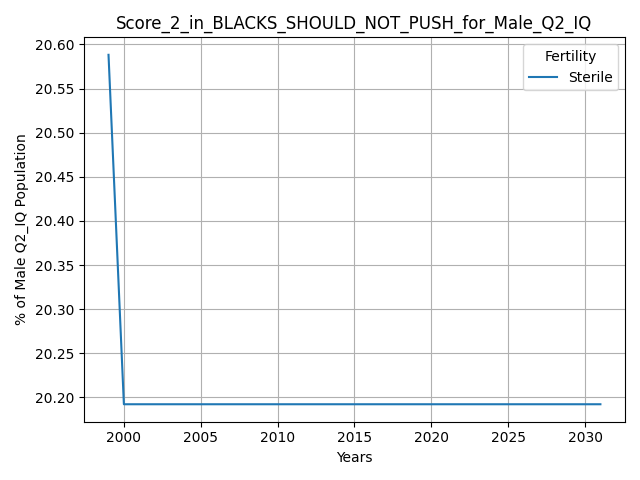 Score_2_in_BLACKS_SHOULD_NOT_PUSH_for_Male_Q2_IQ
Fertility
Sterile
% of Male Q2_IQ Population
20.60
20.55
20.50
20.45
20.40
20.35
20.30
20.25
20.20
2000 2005 2010 2015 2020 2025 2030
Years